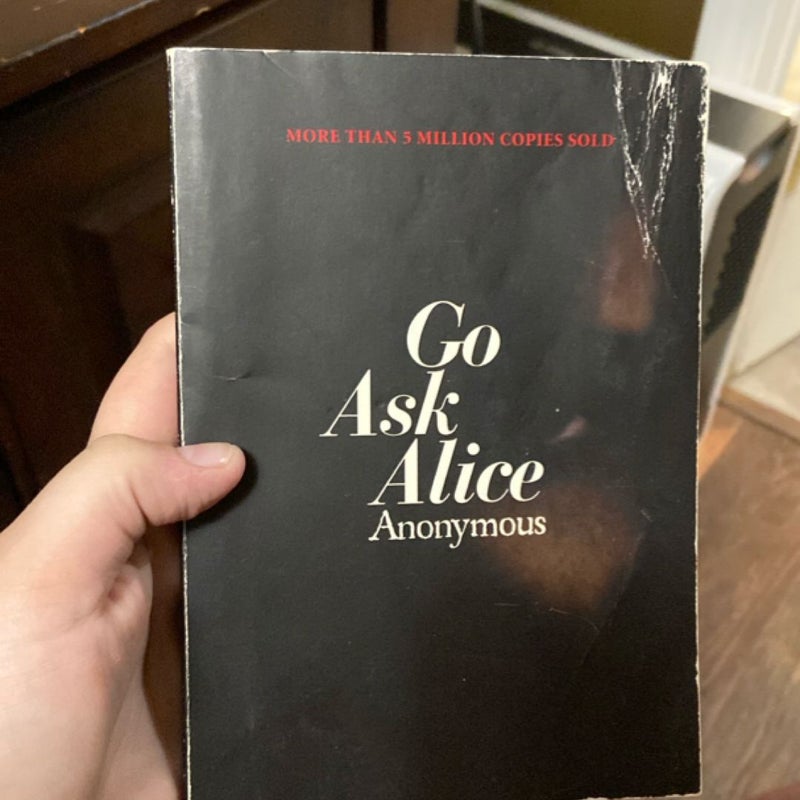 MORE THAN 5 MILLION COPIES SOLD
Go
Ask
Alice
Anonymous